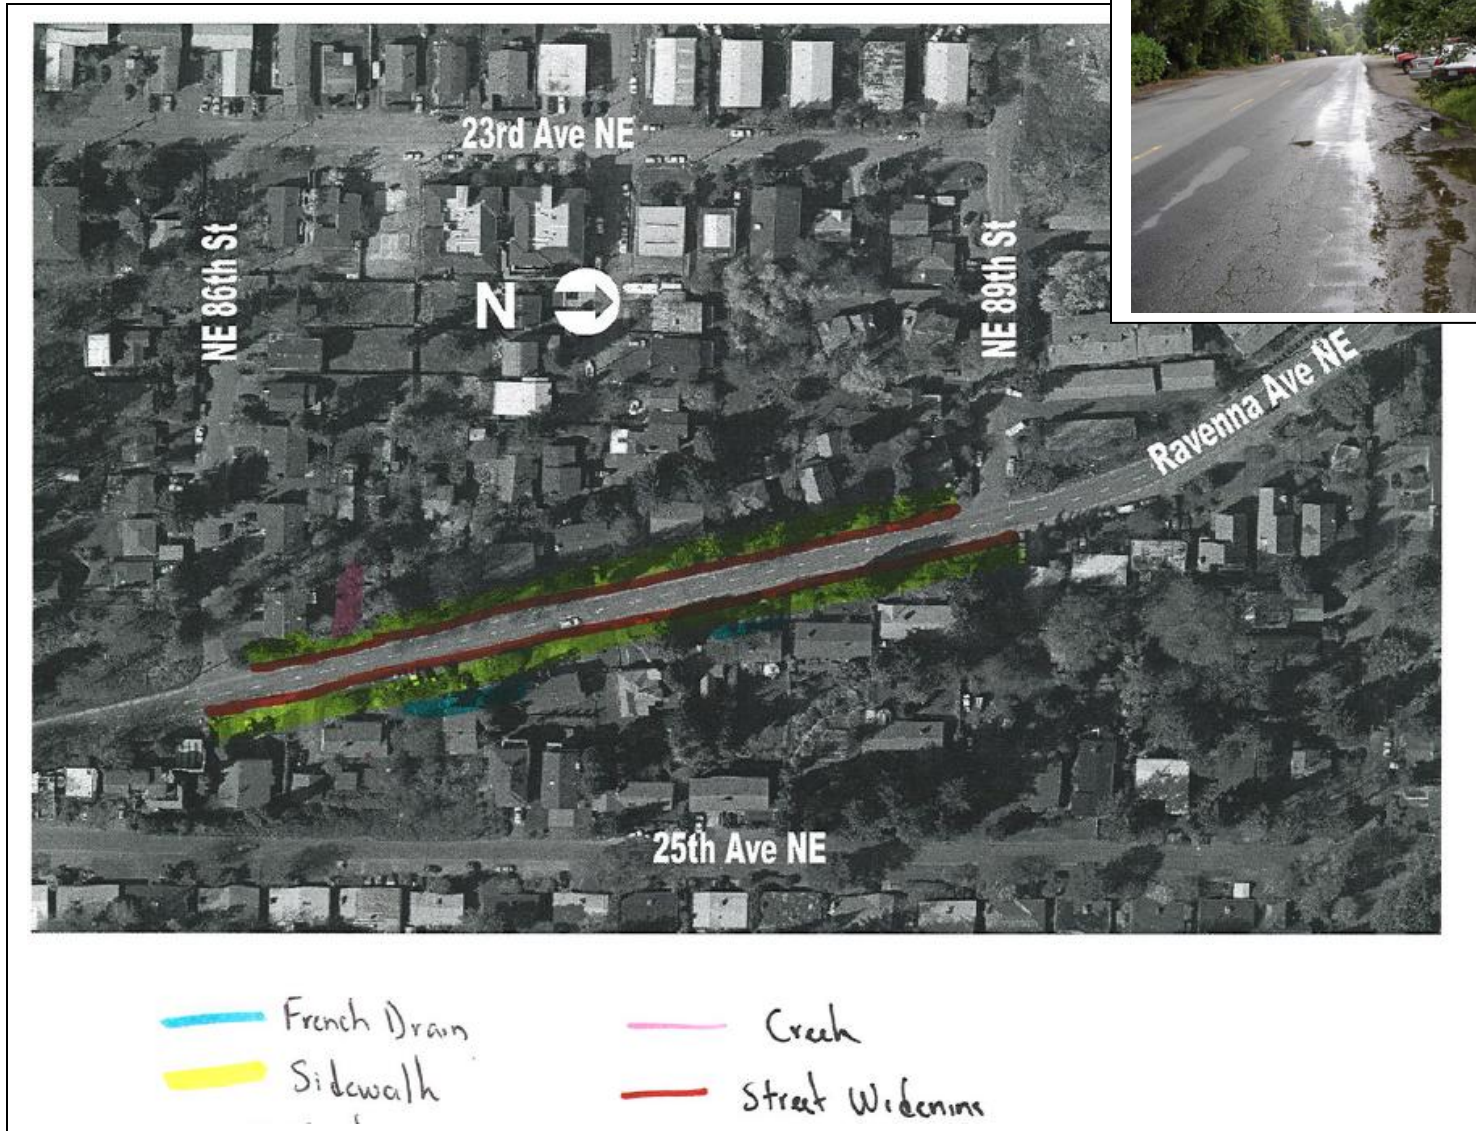 23rd Ave NE
NE 86th St
NE 89th St
N
Ravenna Ave NE
25th Ave NE
French Drain
Creek
Sidewalk
Street Widening